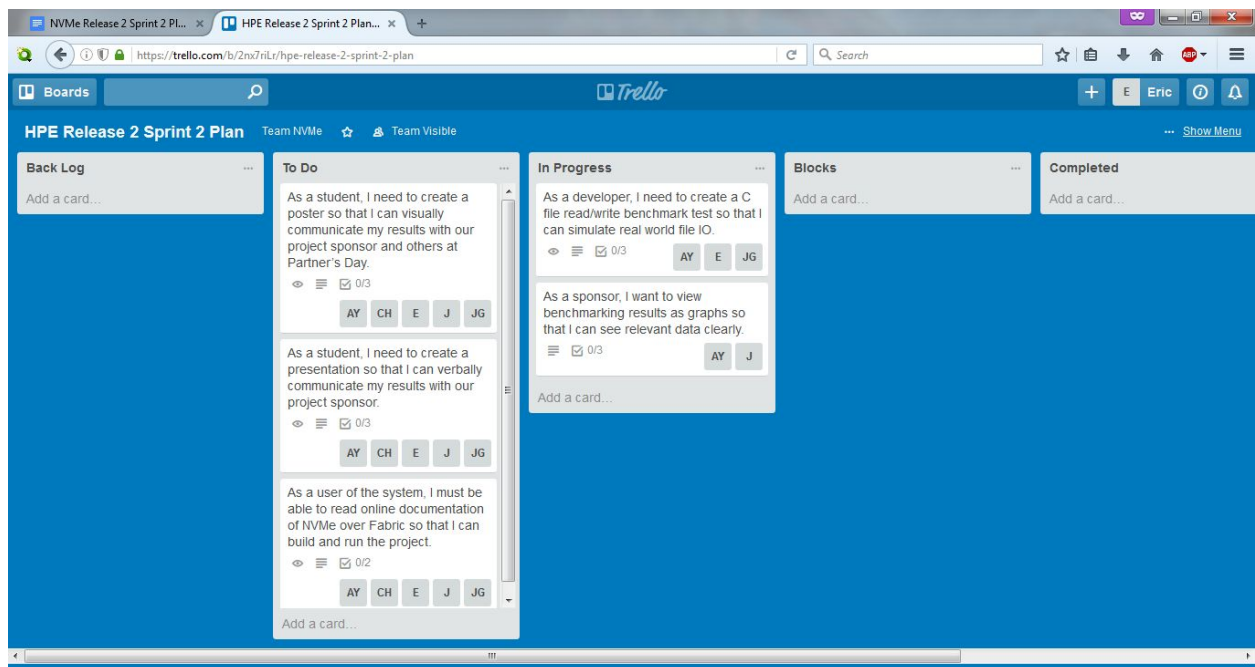 NVMe Release 2 Sprint 2 Pl...
HPE Release 2 Sprint 2 Plan...
https://trello.com/b/2nx7riLr/hpe-release-2-sprint-2-plan
Search
ABP
Boards
Trello
E Eric
HPE Release 2 Sprint 2 Plan Team NVMe Team Visible
... Show Menu
Back Log
Add a card...
To Do
As a student, I need to create a
poster so that I can visually
communicate my results with our
project sponsor and others at
Partner's Day.
0/3
AY CH E J JG
As a student, I need to create a
presentation so that I can verbally
communicate my results with our
project sponsor.
0/3
AY CH E J JG
As a user of the system, I must be
able to read online documentation
of NVMe over Fabric so that I can
build and run the project.
0/2
AY CH E J JG
Add a card...
In Progress
As a developer, I need to create a C
file read/write benchmark test so that I
can simulate real world file IO.
0/3
AY E JG
As a sponsor, I want to view
benchmarking results as graphs so
that I can see relevant data clearly.
0/3
AY J
Add a card...
Blocks
Add a card...
Completed
Add a card...